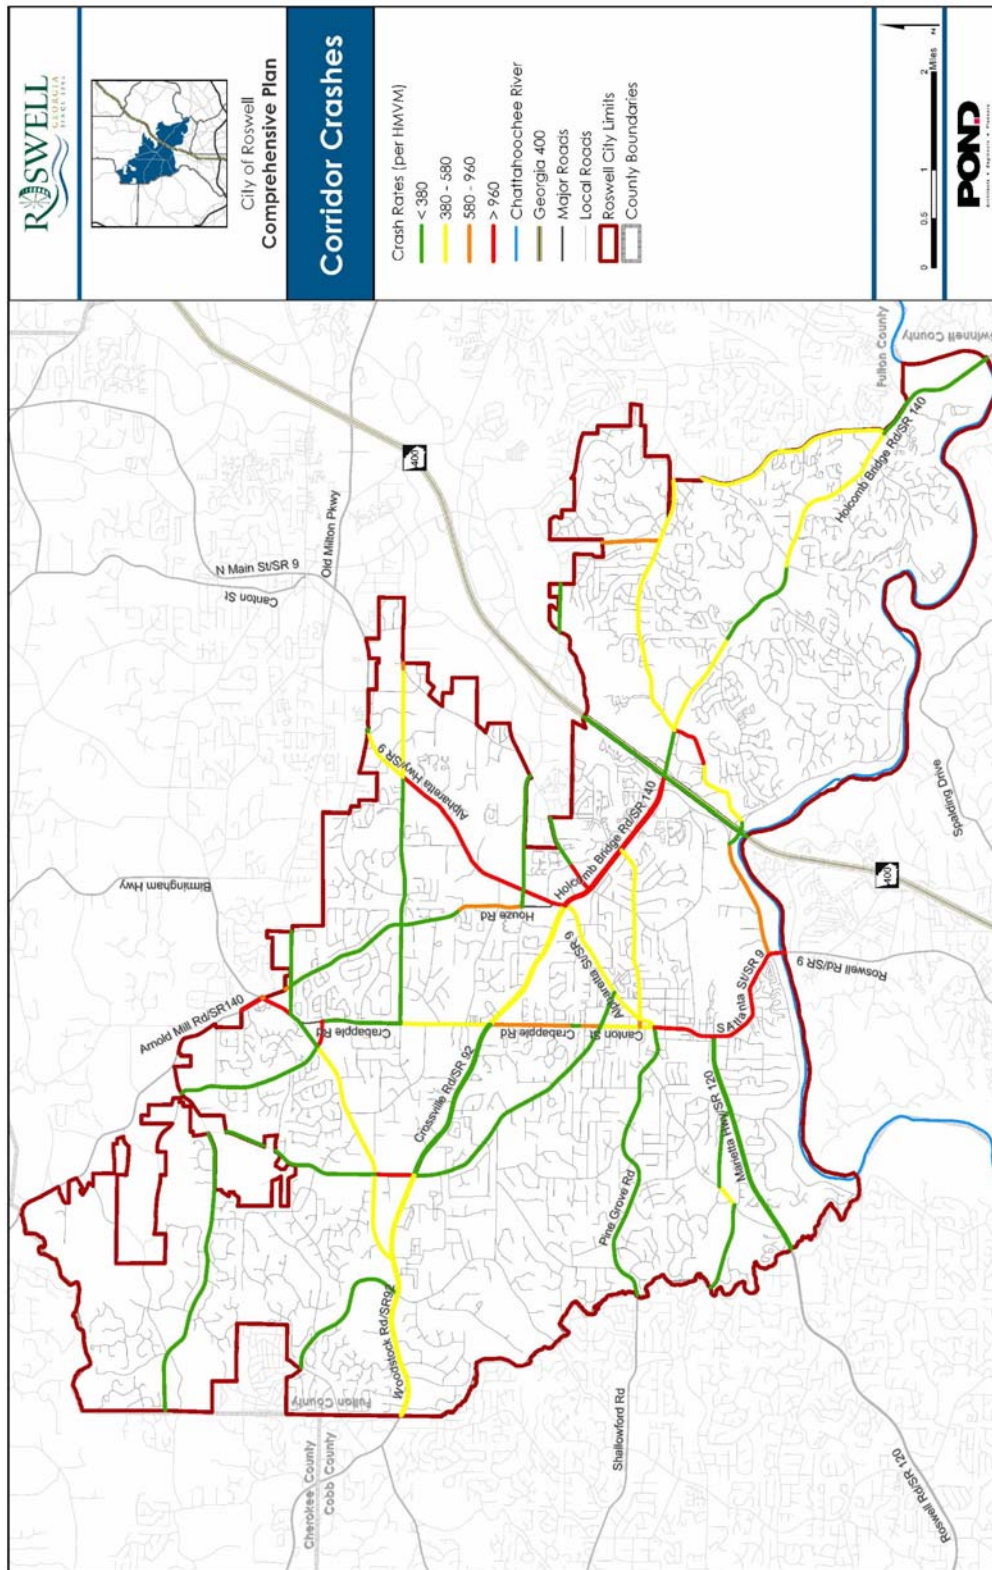 ROSWELL
GEORGIA
SINCE 1854
City of Roswell
Comprehensive Plan
Corridor Crashes
Crash Rates (per HMVM)
< 380
380 - 580
580 - 960
> 960
Chattahoochee River
Georgia 400
Major Roads
Local Roads
Roswell City Limits
County Boundaries
N
0 0.5 1 2
Miles
POND
Architects • Engineers • Planners
400
N Main St/SR 9
Canton St
Old Milton Pkwy
Birmingham Hwy
Arnold Mill Rd/SR140
Alpharetta Hwy/SR 9
Houze Rd
Holcomb Bridge Rd/SR 140
Crabapple Rd
Crossville Rd/SR 92
Crabapple Rd
Canton St
Alpharetta St/SR 9
Holcomb Bridge Rd/SR 140
Fulton County
Gwinnett County
Woodstock Rd/SR92
Fulton County
Cherokee County
Cobb County
Pine Grove Rd
Marietta Hwy/SR 120
S Atlanta St/SR 9
Roswell Rd/SR 9
400
Spalding Drive
Shallowford Rd
Roswell Rd/SR 120